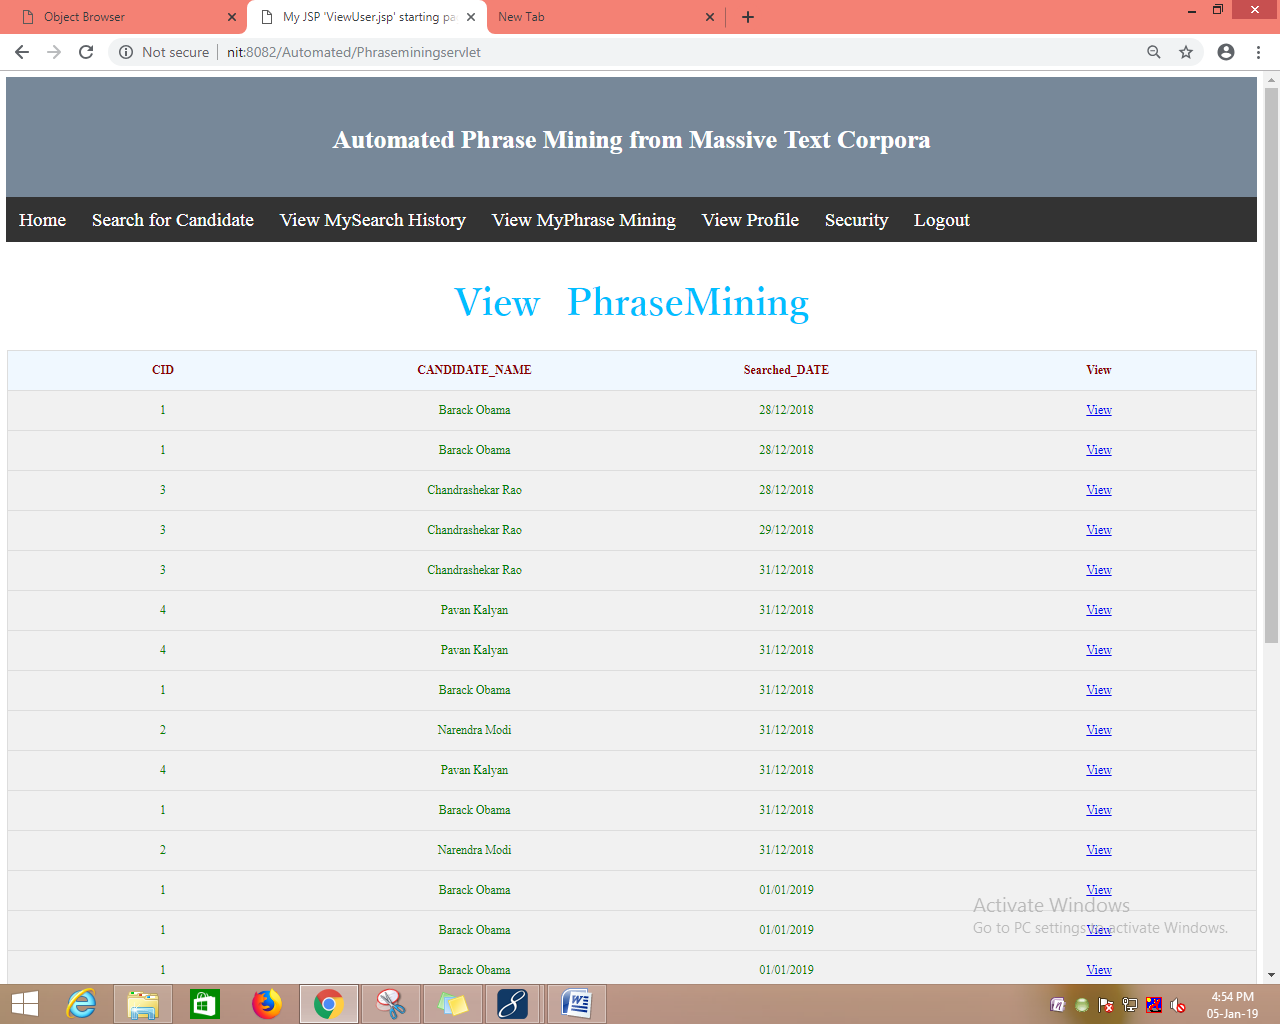 Object Browser
My JSP 'ViewUser.jsp' starting pa
New Tab
Not secure
nit:8082/Automated/Phraseminingservlet
Automated Phrase Mining from Massive Text Corpora
Home Search for Candidate View MySearch History View MyPhrase Mining View Profile Security Logout
View PhraseMining
CID CANDIDATE_NAME Searched_DATE View
1 Barack Obama 28/12/2018 View
1 Barack Obama 28/12/2018 View
3 Chandrashekar Rao 28/12/2018 View
3 Chandrashekar Rao 29/12/2018 View
3 Chandrashekar Rao 31/12/2018 View
4 Pavan Kalyan 31/12/2018 View
4 Pavan Kalyan 31/12/2018 View
1 Barack Obama 31/12/2018 View
2 Narendra Modi 31/12/2018 View
4 Pavan Kalyan 31/12/2018 View
1 Barack Obama 31/12/2018 View
2 Narendra Modi 31/12/2018 View
1 Barack Obama 01/01/2019 View
1 Barack Obama 01/01/2019 View
1 Barack Obama 01/01/2019 View
Activate Windows
Go to PC settings to activate Windows.
4:54 PM
05-Jan-19